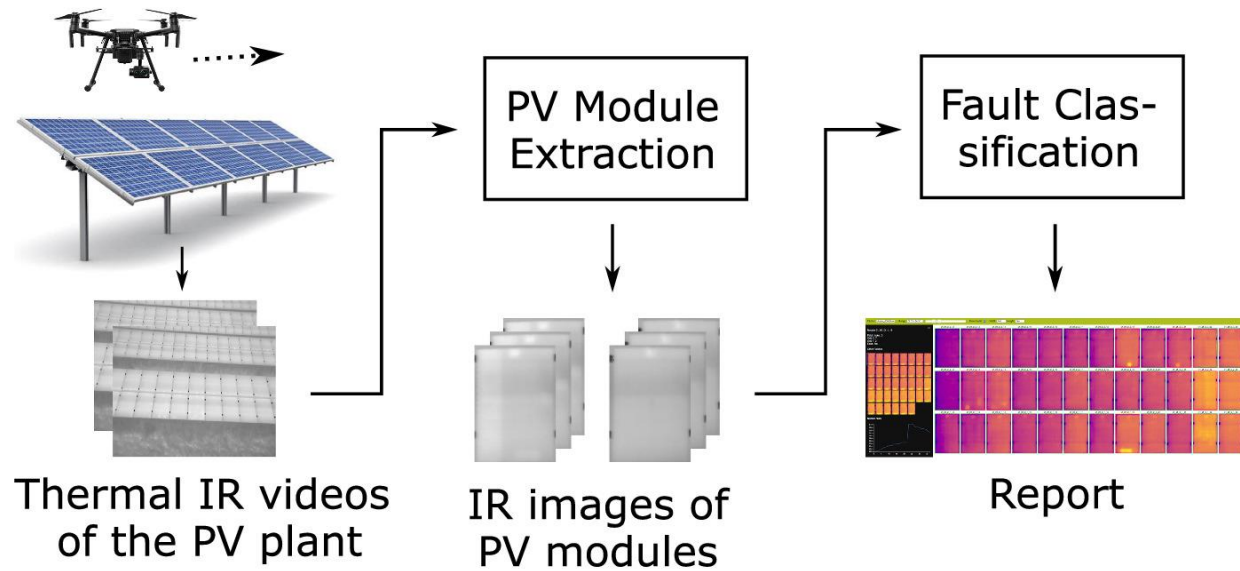 PV Module
Extraction
Fault Clas-
sification
Thermal IR videos
of the PV plant
IR images of
PV modules
Report